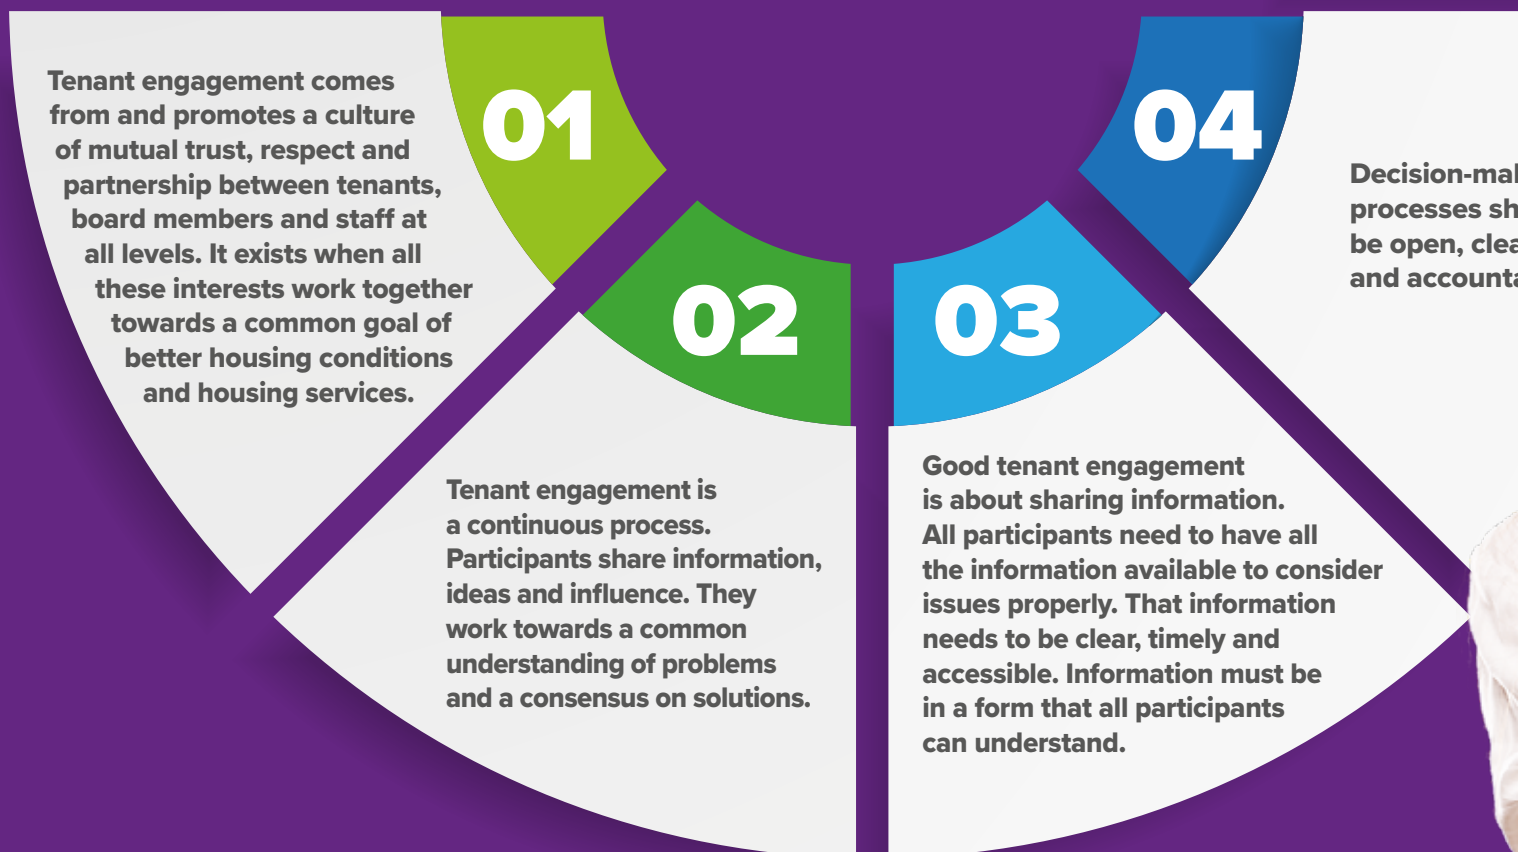 01
Tenant engagement comes
from and promotes a culture
of mutual trust, respect and
partnership between tenants,
board members and staff at
all levels. It exists when all
these interests work together
towards a common goal of
better housing conditions
and housing services.
02
Tenant engagement is
a continuous process.
Participants share information,
ideas and influence. They
work towards a common
understanding of problems
and a consensus on solutions.
03
Good tenant engagement
is about sharing information.
All participants need to have all
the information available to consider
issues properly. That information
needs to be clear, timely and
accessible. Information must be
in a form that all participants
can understand.
04
processes
be open,
and